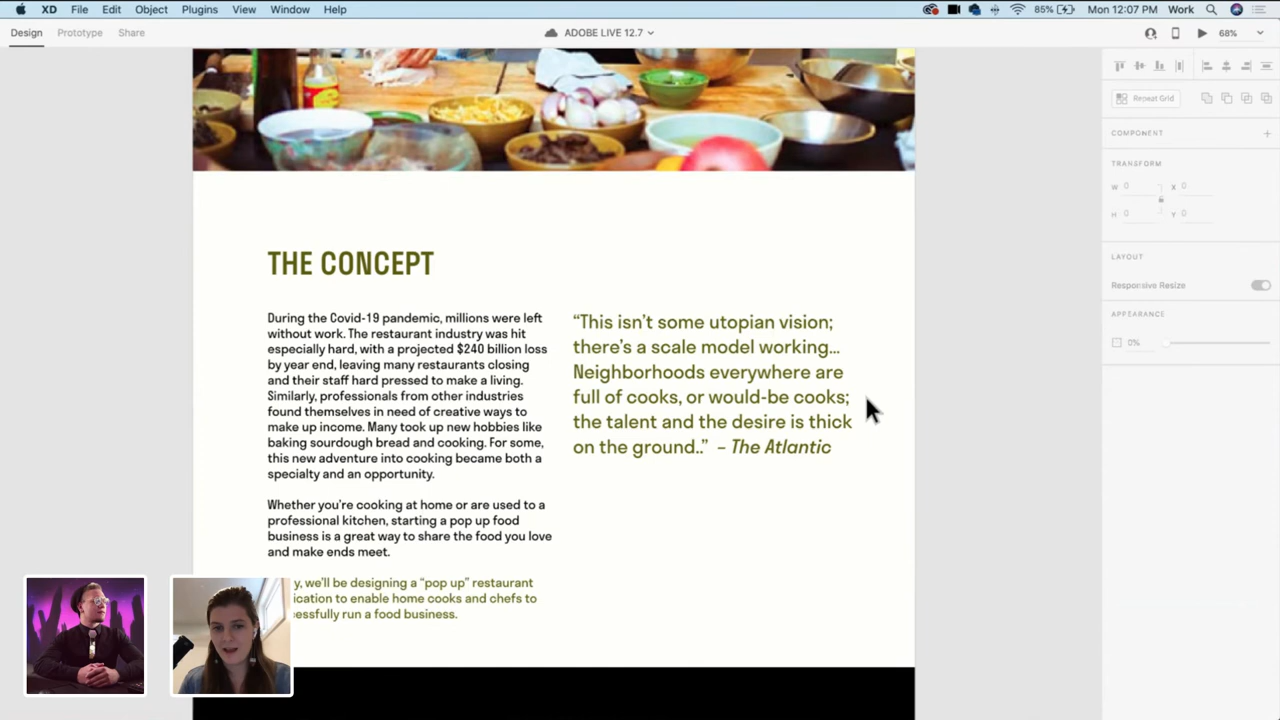 XD File Edit Object Plugins View Window Help 85% Mon 12:07 PM Work
Design Prototype Share ADOBE LIVE 12.7 68%
Repeat Grid
COMPONENT
TRANSFORM
W 0 X 0
H 0 Y 0
LAYOUT
Responsive Resize
APPEARANCE
0%
THE CONCEPT
During the Covid-19 pandemic, millions were left
without work. The restaurant industry was hit
especially hard, with a projected $240 billion loss
by year end, leaving many restaurants closing
and their staff hard pressed to make a living.
Similarly, professionals from other industries
found themselves in need of creative ways to
make up income. Many took up new hobbies like
baking sourdough bread and cooking. For some,
this new adventure into cooking became both a
specialty and an opportunity.
Whether you're cooking at home or are used to a
professional kitchen, starting a pop up food
business is a great way to share the food you love
and make ends meet.
we'll be designing a “pop up” restaurant
to enable home cooks and chefs to
run a food business.
“This isn't some utopian vision;
there's a scale model working...
Neighborhoods everywhere are
full of cooks, or would-be cooks;
the talent and the desire is thick
on the ground..” – The Atlantic